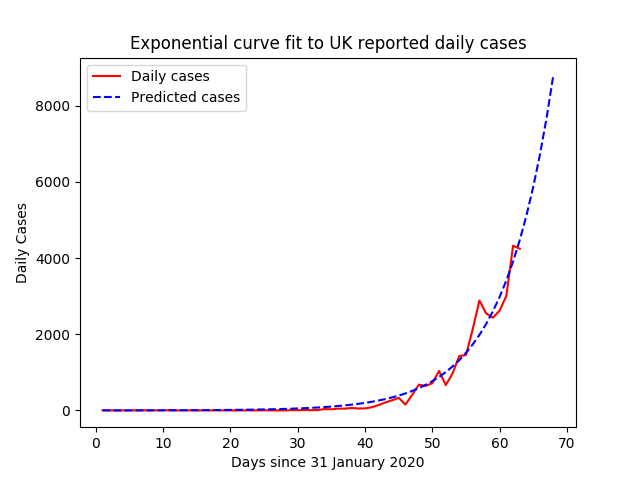 Exponential curve fit to UK reported daily cases
Daily cases
Predicted cases
8000
6000
4000
2000
0
Daily Cases
0 10 20 30 40 50 60 70
Days since 31 January 2020